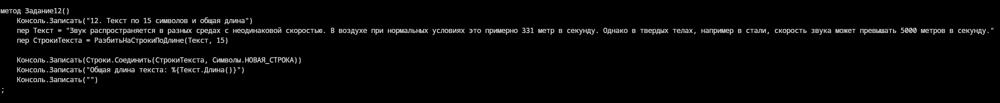 метод Задание12()
    Консоль.Записать("12. Текст по 15 символов и общая длина")
    пер Текст = "Звук распространяется в разных средах с неодинаковой скоростью. В воздухе при нормальных условиях это примерно 331 метр в секунду. Однако в твердых телах, например в стали, скорость звука может превышать 5000 метров в секунду."
    пер СтрокиТекста = РазбитьНаСтрокиПоДлине(Текст, 15)

    Консоль.Записать(Строки.Соединить(СтрокиТекста, Символы.НОВАЯ_СТРОКА))
    Консоль.Записать("Общая длина текста: %{Текст.Длина()}")
    Консоль.Записать("")
;